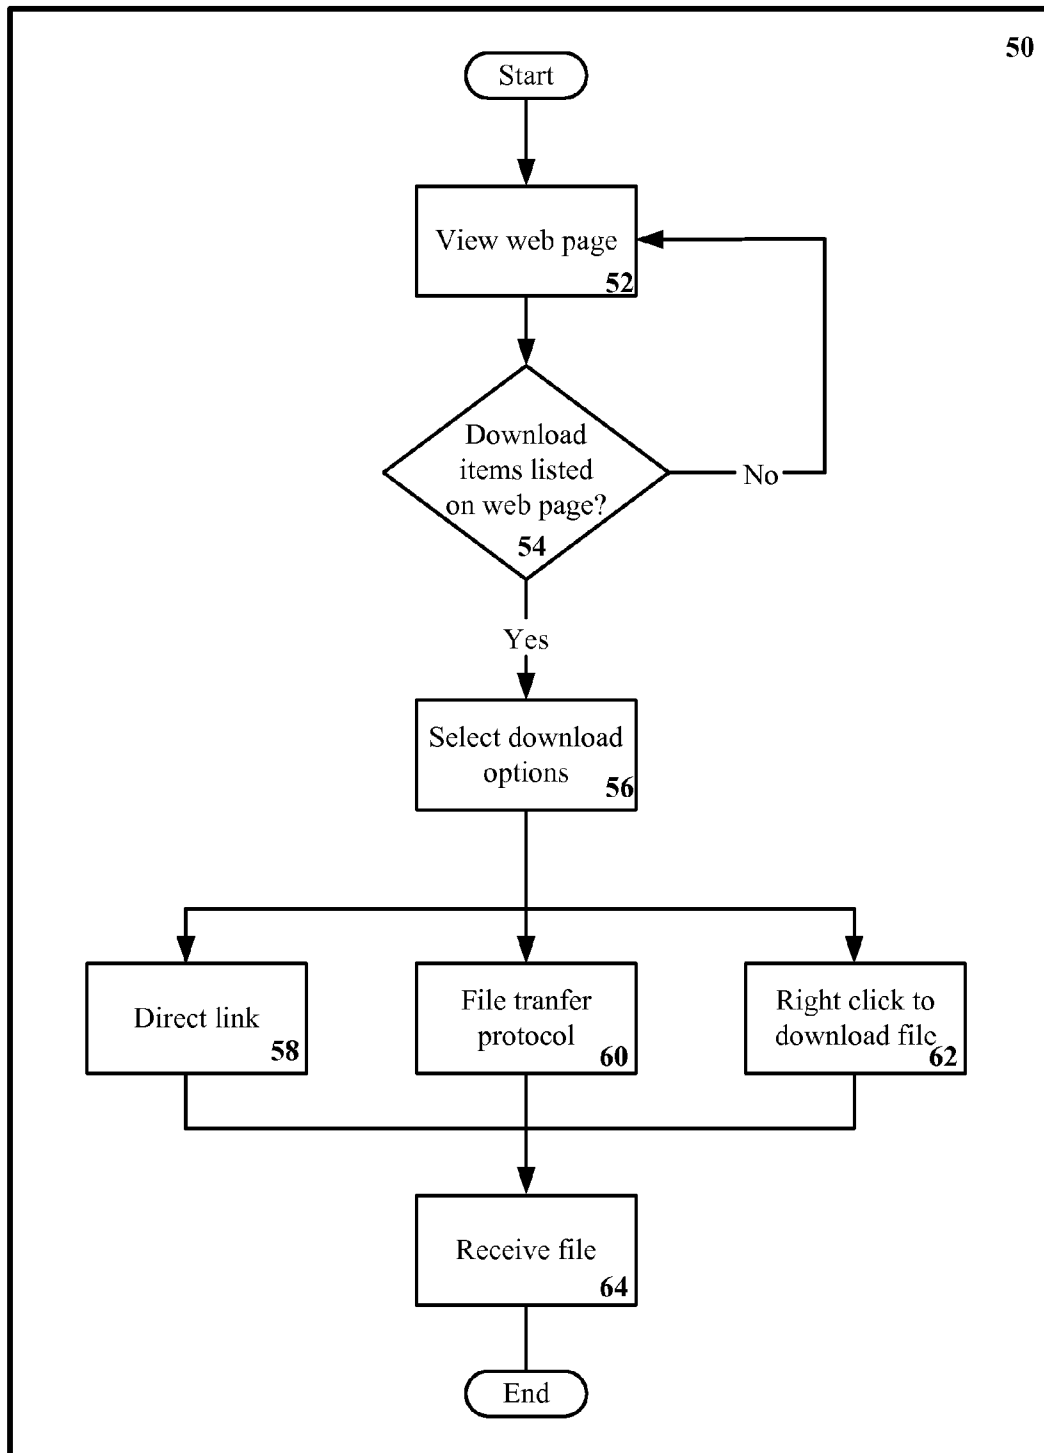 50
Start
View web page
52
Download
items listed
on web page?
54
No
Yes
Select download
options
56
Direct link
58
File tranfer
protocol
60
Right click to
download file
62
Receive file
64
End